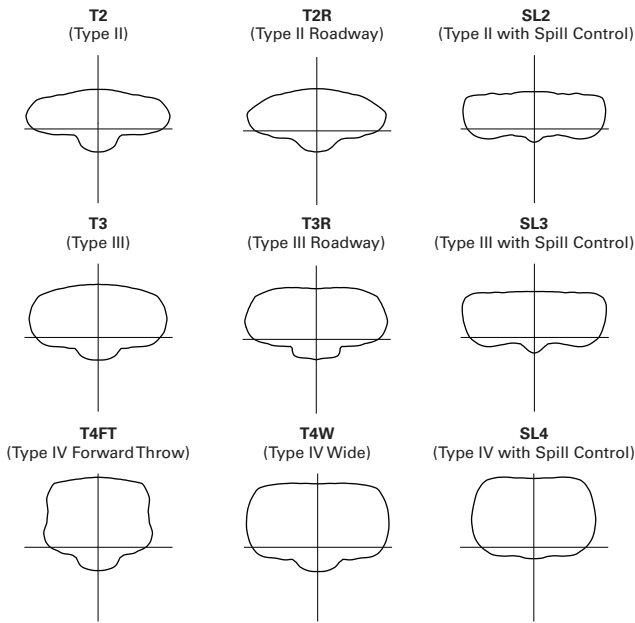 T2
(Type II)
T2R
(Type II Roadway)
SL2
(Type II with Spill Control)
T3
(Type III)
T3R
(Type III Roadway)
SL3
(Type III with Spill Control)
T4FT
(Type IV Forward Throw)
T4W
(Type IV Wide)
SL4
(Type IV with Spill Control)